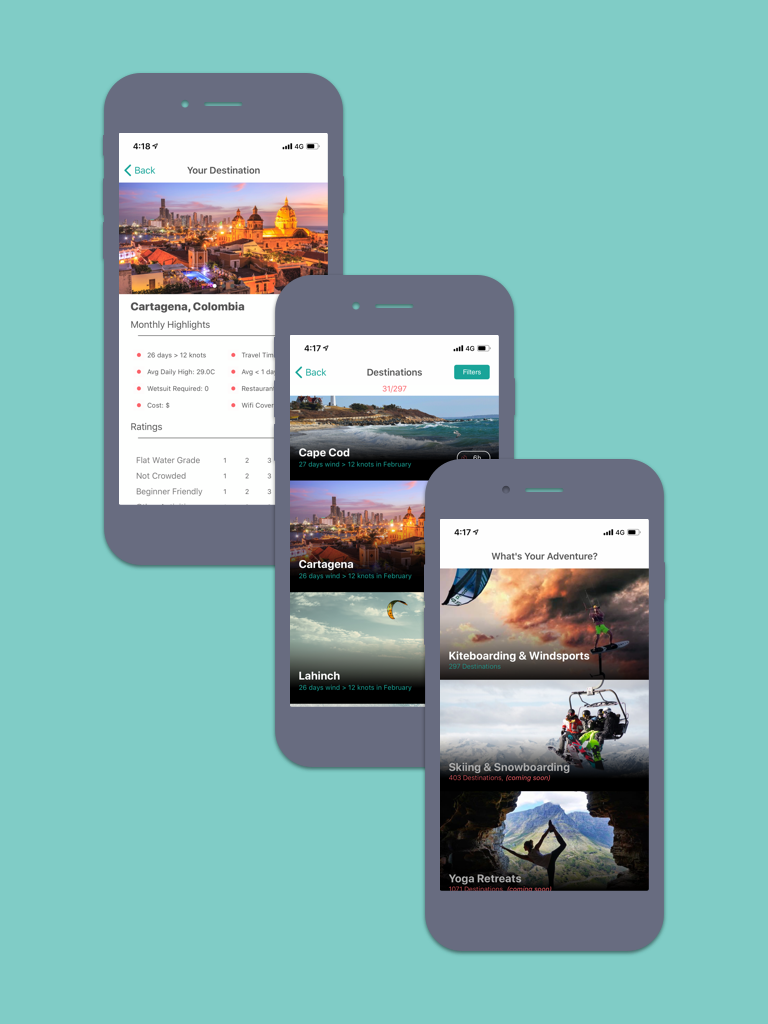 4:18
4G
Back
Your Destination
Cartagena, Colombia
Monthly Highlights
26 days > 12 knots
Travel Tim
Avg Daily High: 29.0C
Avg < 1 da
Wetsuit Required: 0
Restauran
Cost: $
Wifi Cover
Ratings
Flat Water Grade 1 2 3
Not Crowded 1 2 3
Beginner Friendly 1 2 3
4:17
4G
Back
Destinations
Filters
31/297
Cape Cod
27 days wind > 12 knots in February
6h
Cartagena
26 days wind > 12 knots in February
Lahinch
26 days wind > 12 knots in February
4:17
4G
What's Your Adventure?
Kiteboarding & Windsports
297 Destinations
Skiing & Snowboarding
403 Destinations, (coming soon)
Yoga Retreats
1071 Destinations, (coming soon)